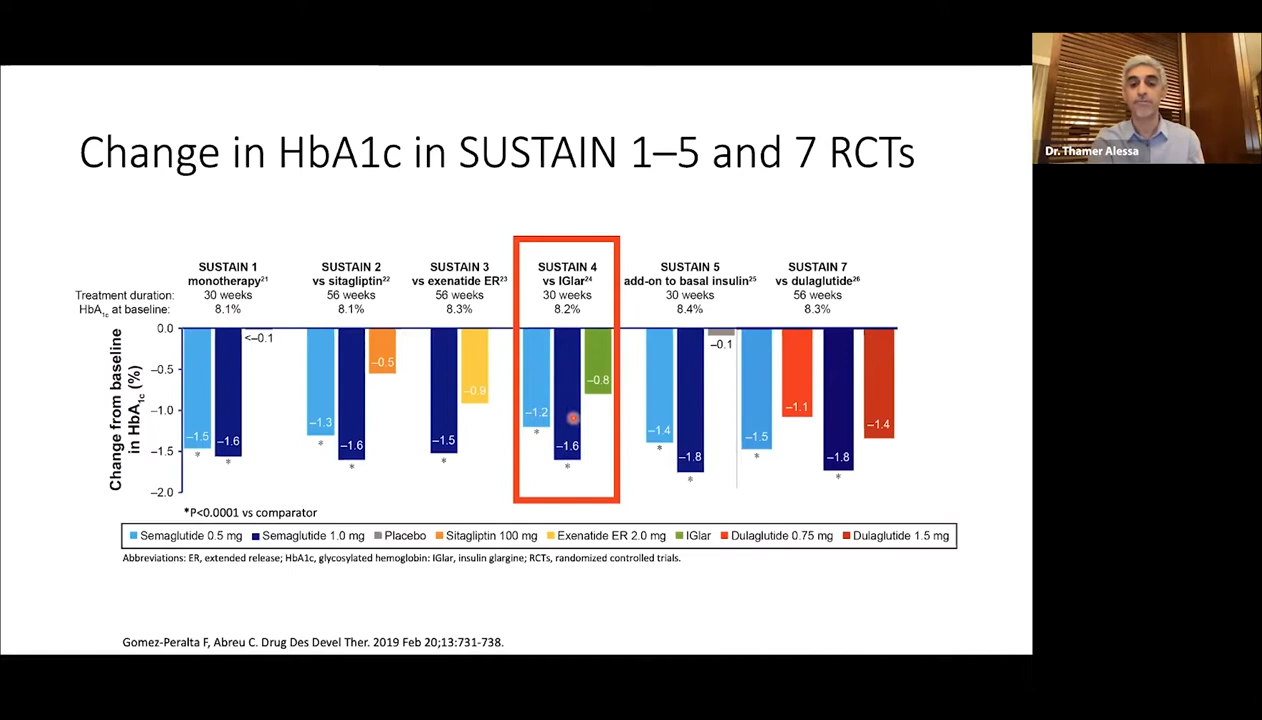 Dr. Thamer Alessa
Change in HbA1c in SUSTAIN 1–5 and 7 RCTs
SUSTAIN 1
monotherapy21
SUSTAIN 2
vs sitagliptin22
SUSTAIN 3
vs exenatide ER23
SUSTAIN 4
vs IGlar24
SUSTAIN 5
add-on to basal insulin25
SUSTAIN 7
vs dulaglutide26
Treatment duration: 30 weeks 56 weeks 56 weeks 30 weeks 30 weeks 56 weeks
HbA1c at baseline: 8.1% 8.1% 8.3% 8.2% 8.4% 8.3%
Change from baseline
in HbA1c (%)
0.0
–0.5
–1.0
–1.5
–2.0
–1.5 –1.6 <–0.1
–1.3 –1.6 –0.5
–1.5 –0.9
–1.2 –1.6 –0.8
–1.4 –1.8 –0.1
–1.5 –1.1 –1.8 –1.4
* * * * * * * * * * *
*P<0.0001 vs comparator
Semaglutide 0.5 mg Semaglutide 1.0 mg Placebo Sitagliptin 100 mg Exenatide ER 2.0 mg IGlar Dulaglutide 0.75 mg Dulaglutide 1.5 mg
Abbreviations: ER, extended release; HbA1c, glycosylated hemoglobin: IGlar, insulin glargine; RCTs, randomized controlled trials.
Gomez-Peralta F, Abreu C. Drug Des Devel Ther. 2019 Feb 20;13:731-738.